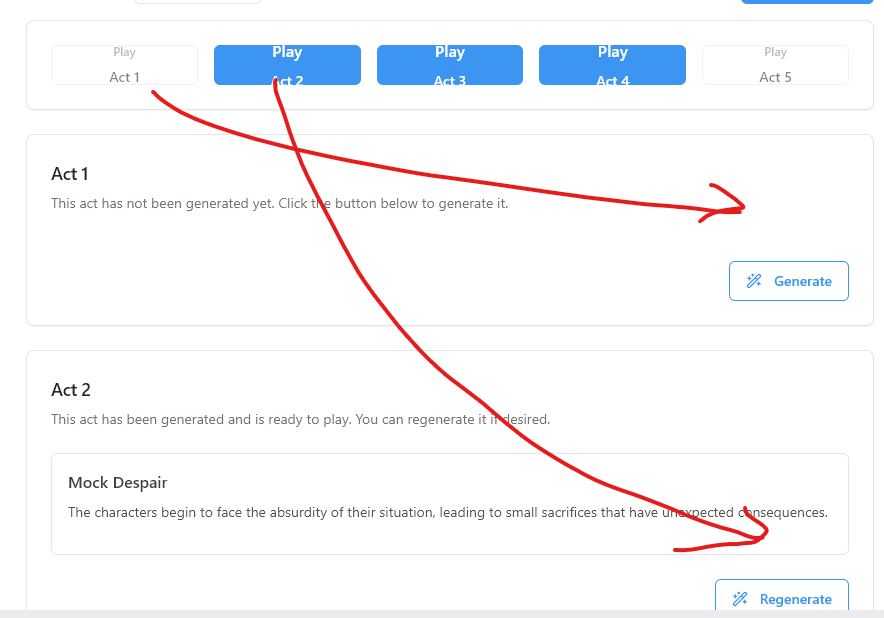 Play Play Play Play Play
Act 1 Act 2 Act 3 Act 4 Act 5
Act 1
This act has not been generated yet. Click the button below to generate it.
Generate
Act 2
This act has been generated and is ready to play. You can regenerate it if desired.
Mock Despair
The characters begin to face the absurdity of their situation, leading to small sacrifices that have unexpected consequences.
Regenerate